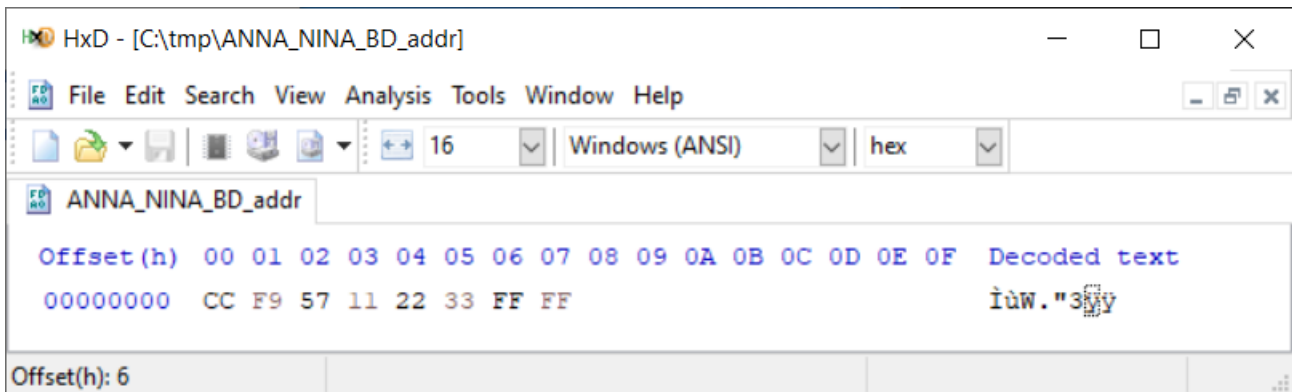 HxD - [C:\tmp\ANNA_NINA_BD_addr]
File Edit Search View Analysis Tools Window Help
16 Windows (ANSI) hex
ANNA_NINA_BD_addr
Offset(h) 00 01 02 03 04 05 06 07 08 09 0A 0B 0C 0D 0E 0F Decoded text
00000000 CC F9 57 11 22 33 FF FF ÌùW."3ÿÿ
Offset(h): 6